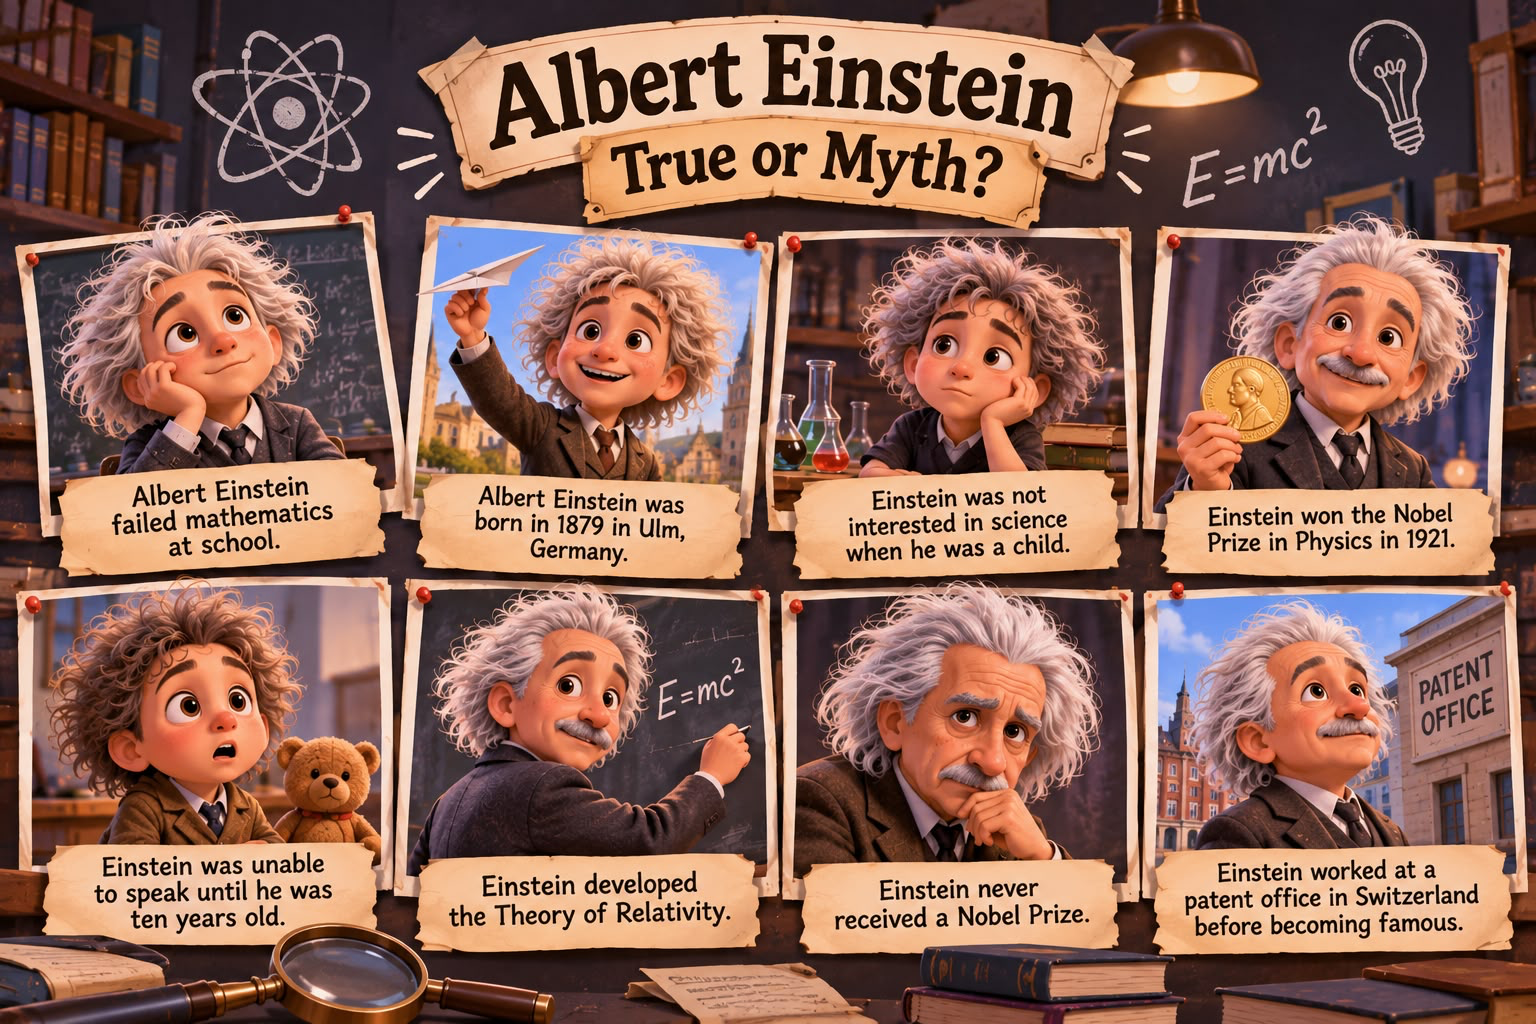 Albert Einstein
True or Myth?
E=mc²
Albert Einstein
failed mathematics
at school.
Albert Einstein was
born in 1879 in Ulm,
Germany.
Einstein was not
interested in science
when he was a child.
Einstein won the Nobel
Prize in Physics in 1921.
Einstein was unable
to speak until he was
ten years old.
E=mc²
Einstein developed
the Theory of Relativity.
Einstein never
received a Nobel Prize.
PATENT
OFFICE
Einstein worked at a
patent office in Switzerland
before becoming famous.